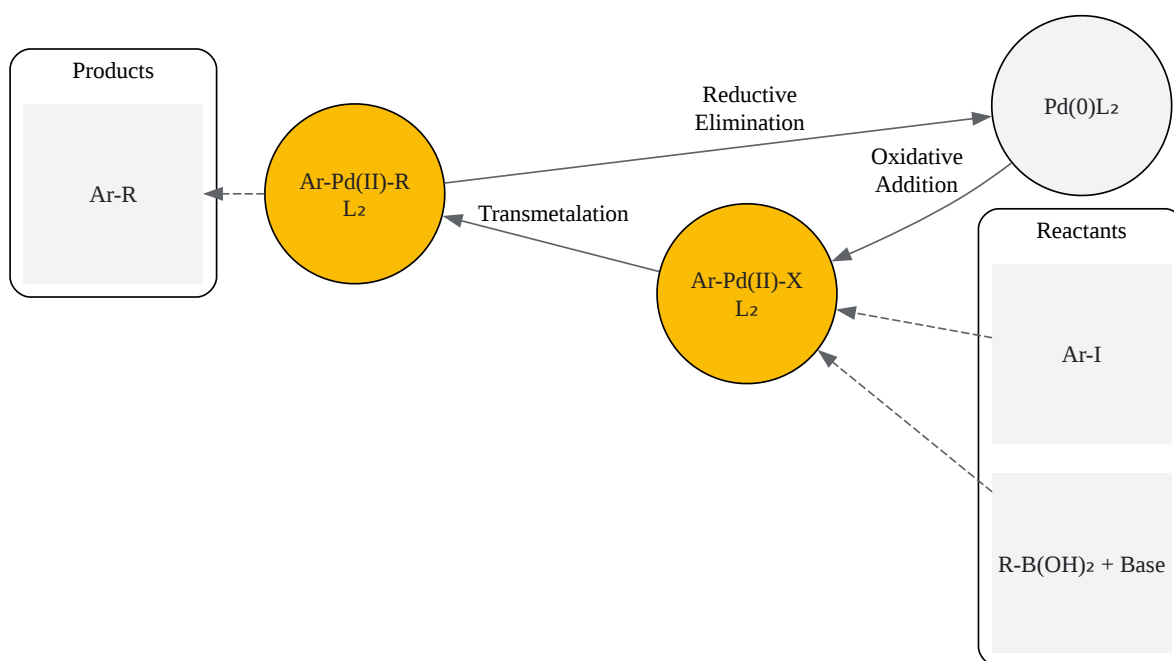 Products
Ar-R
Ar-Pd(II)-R
L₂
Reductive
Elimination
Transmetalation
Oxidative
Addition
Ar-Pd(II)-X
L₂
Pd(0)L₂
Reactants
Ar-I
R-B(OH)₂ + Base